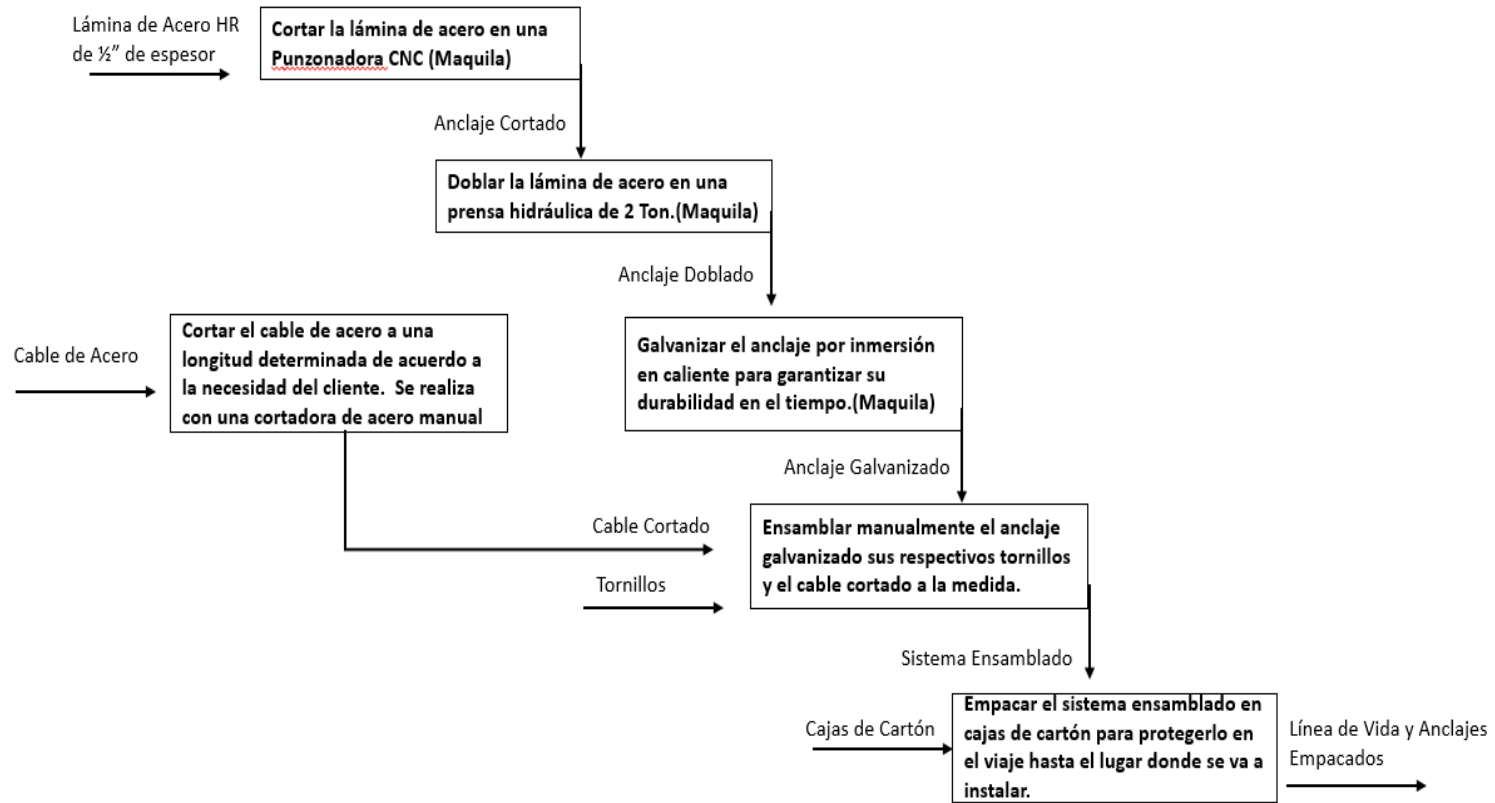 Lámina de Acero HR
de ½” de espesor
Cortar la lámina de acero en una
Punzonadora CNC (Maquila)
Anclaje Cortado
Doblar la lámina de acero en una
prensa hidráulica de 2 Ton.(Maquila)
Anclaje Doblado
Cable de Acero
Cortar el cable de acero a una
longitud determinada de acuerdo a
la necesidad del cliente. Se realiza
con una cortadora de acero manual
Galvanizar el anclaje por inmersión
en caliente para garantizar su
durabilidad en el tiempo.(Maquila)
Anclaje Galvanizado
Cable Cortado
Tornillos
Ensamblar manualmente el anclaje
galvanizado sus respectivos tornillos
y el cable cortado a la medida.
Sistema Ensamblado
Cajas de Cartón
Empacar el sistema ensamblado en
cajas de cartón para protegerlo en
el viaje hasta el lugar donde se va a
instalar.
Línea de Vida y Anclajes
Empacados